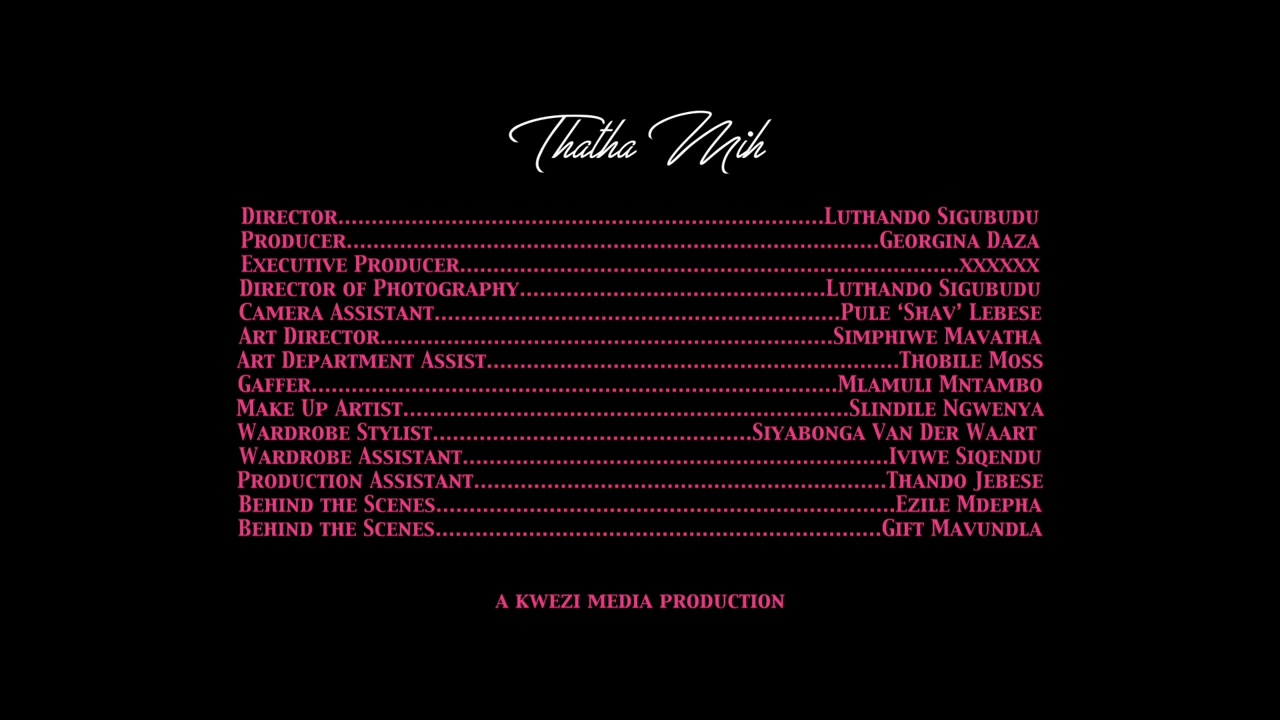 Thatha Mih
Director........................................................................Luthando Sigubudu
Producer...............................................................................Georgina Daza
Executive Producer..........................................................................xxxxxx
Director of Photography.............................................Luthando Sigubudu
Camera Assistant............................................................Pule ‘Shav’ Lebese
Art Director...................................................................Simphiwe Mavatha
Art Department Assist.............................................................Thobile Moss
Gaffer..............................................................................Mlamuli Mntambo
Make Up Artist..................................................................Slindile Ngwenya
Wardrobe Stylist...............................................Siyabonga Van Der Waart
Wardrobe Assistant...............................................................Iviwe Siqendu
Production Assistant.............................................................Thando Jebese
Behind the Scenes....................................................................Ezile Mdepha
Behind the Scenes..................................................................Gift Mavundla
A KWEZI MEDIA PRODUCTION